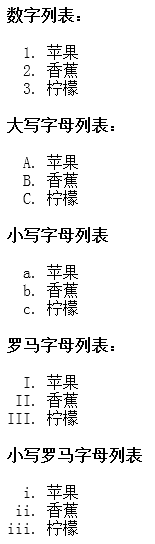 数字列表：
1. 苹果
2. 香蕉
3. 柠檬
大写字母列表：
A. 苹果
B. 香蕉
C. 柠檬
小写字母列表
a. 苹果
b. 香蕉
c. 柠檬
罗马字母列表：
I. 苹果
II. 香蕉
III. 柠檬
小写罗马字母列表
i. 苹果
ii. 香蕉
iii. 柠檬